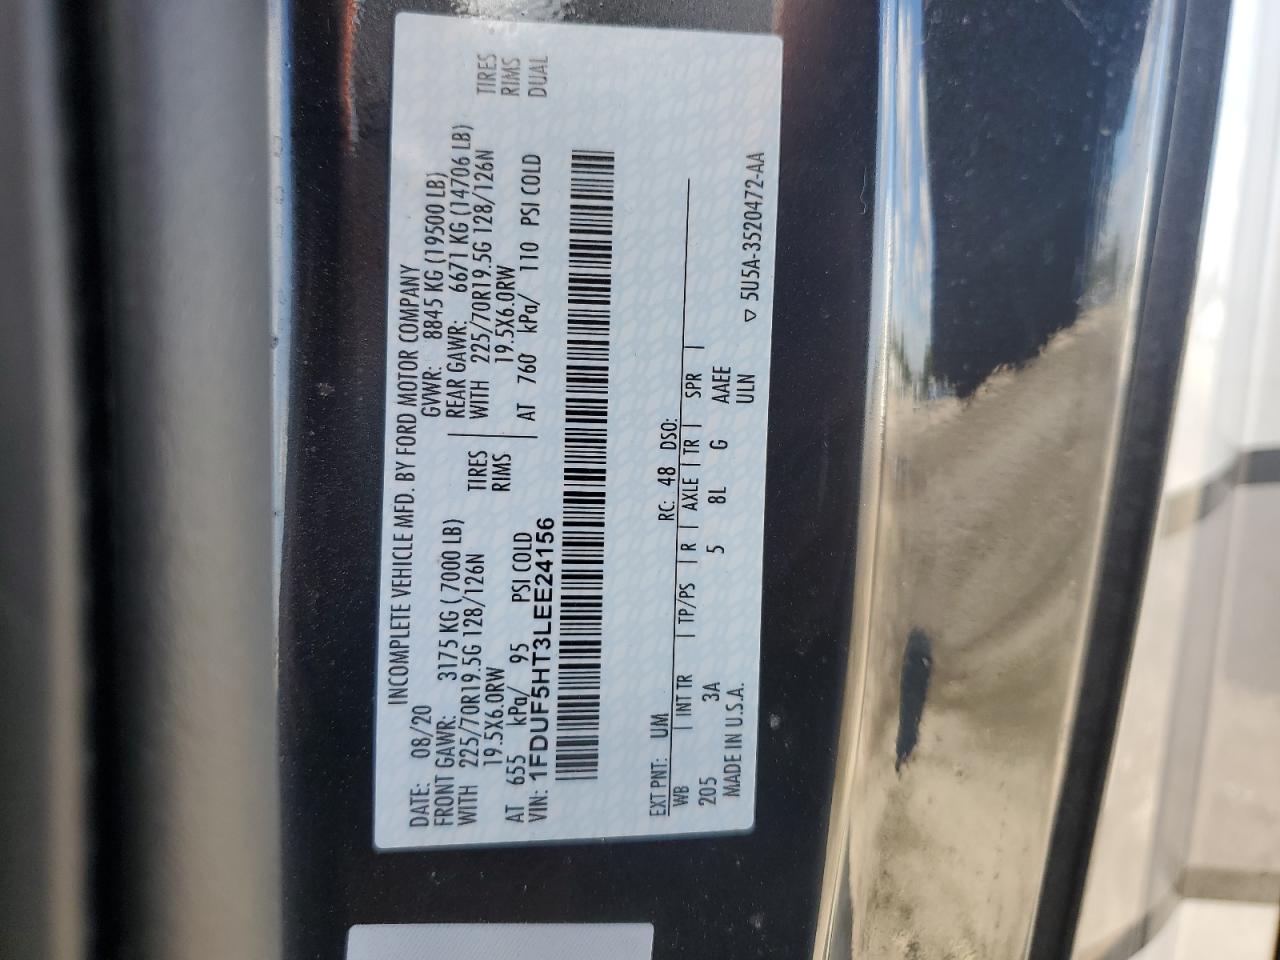 INCOMPLETE VEHICLE MFD. BY FORD MOTOR COMPANY
DATE: 08/20 GVWR: 8845 KG (19500 LB)
FRONT GAWR: 3175 KG ( 7000 LB) REAR GAWR: 6671 KG (14706 LB)
WITH 225/70R19.5G 128/126N TIRES WITH 225/70R19.5G 128/126N TIRES
19.5X6.0RW RIMS 19.5X6.0RW RIMS
AT 655 kPa/ 95 PSI COLD AT 760 kPa/ 110 PSI COLD DUAL
VIN: 1FDUF5HT3LEE24156
EXT PNT: UM RC: 48 DSO:
WB INT TR TP/PS R AXLE TR SPR
205 3A 5 8L G AAEE
MADE IN U.S.A. ULN
▽ 5U5A-3520472-AA